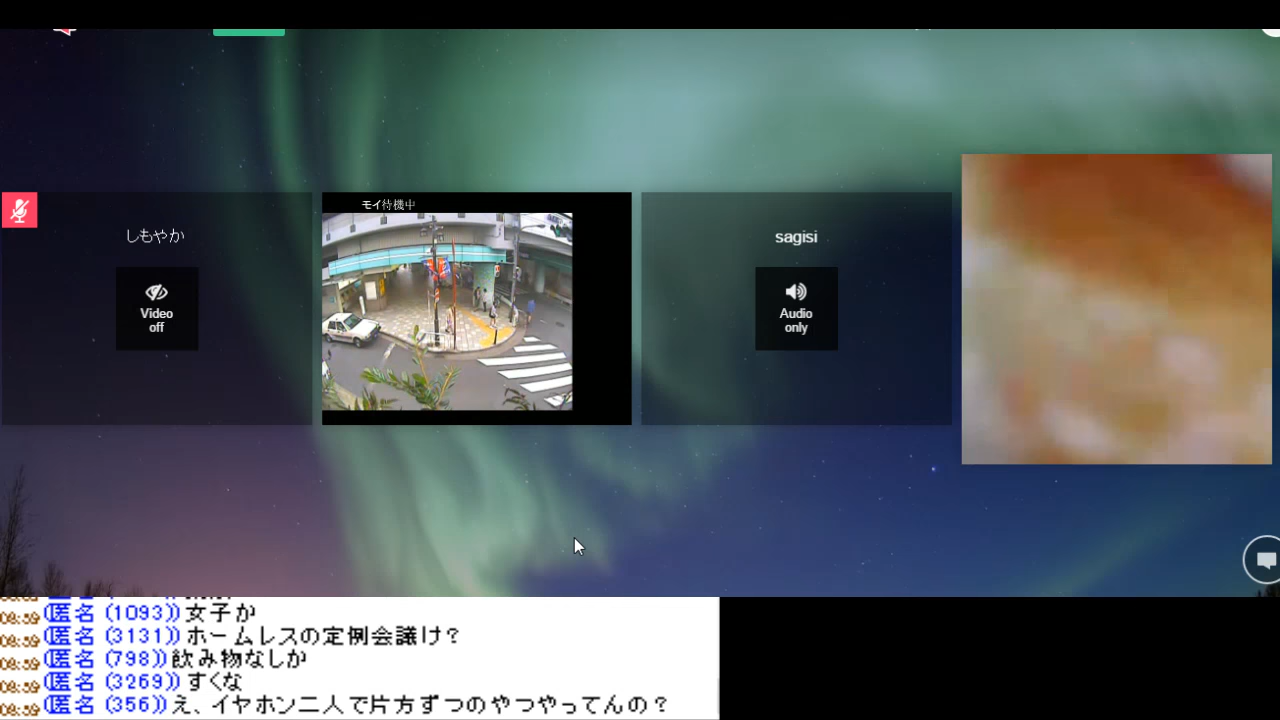 モイ待機中
しもやか
Video
off
sagisi
Audio
only
08:59 (匿名 (1093)) 女子か
08:59 (匿名 (3131)) ホームレスの定例会議け？
08:59 (匿名 (798)) 飲み物なしか
08:59 (匿名 (3269)) すくな
08:59 (匿名 (356)) え、イヤホン二人で片方ずつのやつやってんの？